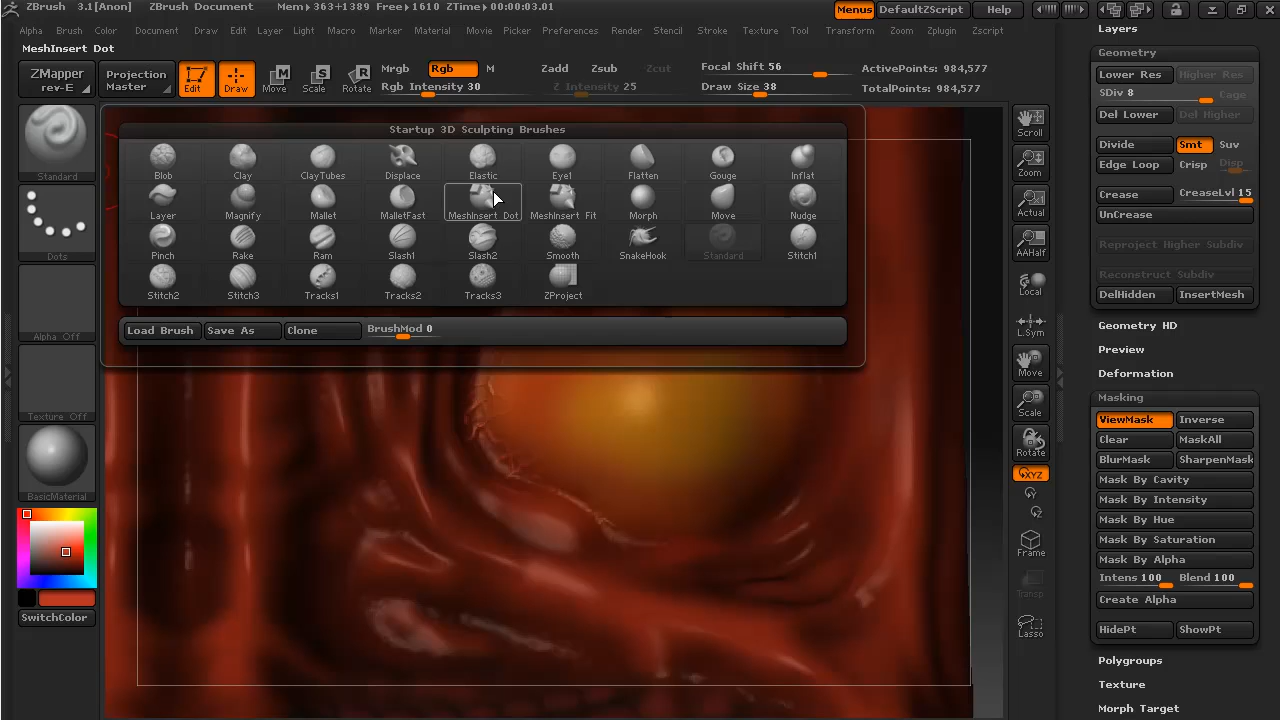 ZBrush 3.1[Anon] ZBrush Document Mem▸363+1389 Free▸1610 ZTime▸00:00:03.01 Menus DefaultZScript Help
Alpha Brush Color Document Draw Edit Layer Light Macro Marker Material Movie Picker Preferences Render Stencil Stroke Texture Tool Transform Zoom Zplugin Zscript
MeshInsert Dot
ZMapper rev-E
Projection Master
Edit Draw Move Scale Rotate
Mrgb Rgb M Zadd Zsub Zcut Focal Shift 56 ActivePoints: 984,577
Rgb Intensity 30 Z Intensity 25 Draw Size 38 TotalPoints: 984,577
Standard
Dots
Alpha Off
Texture Off
BasicMaterial
SwitchColor
Startup 3D Sculpting Brushes
Blob Clay ClayTubes Displace Elastic Eye1 Flatten Gouge Inflat
Layer Magnify Mallet MalletFast MeshInsert Dot MeshInsert Fit Morph Move Nudge
Pinch Rake Ram Slash1 Slash2 Smooth SnakeHook Standard Stitch1
Stitch2 Stitch3 Tracks1 Tracks2 Tracks3 ZProject
Load Brush Save As Clone BrushMod 0
Scroll
Zoom
Actual
AAHalf
Local
L.Sym
Move
Scale
Rotate
XYZ
Y
Z
Frame
Transp
Lasso
Layers
Geometry
Lower Res Higher Res
SDiv 8 Cage
Del Lower Del Higher
Divide Smt Suv
Edge Loop Crisp Disp
Crease CreaseLvl 15
UnCrease
Reproject Higher Subdiv
Reconstruct Subdiv
DelHidden InsertMesh
Geometry HD
Preview
Deformation
Masking
ViewMask Inverse
Clear MaskAll
BlurMask SharpenMask
Mask By Cavity
Mask By Intensity
Mask By Hue
Mask By Saturation
Mask By Alpha
Intens 100 Blend 100
Create Alpha
HidePt ShowPt
Polygroups
Texture
Morph Target